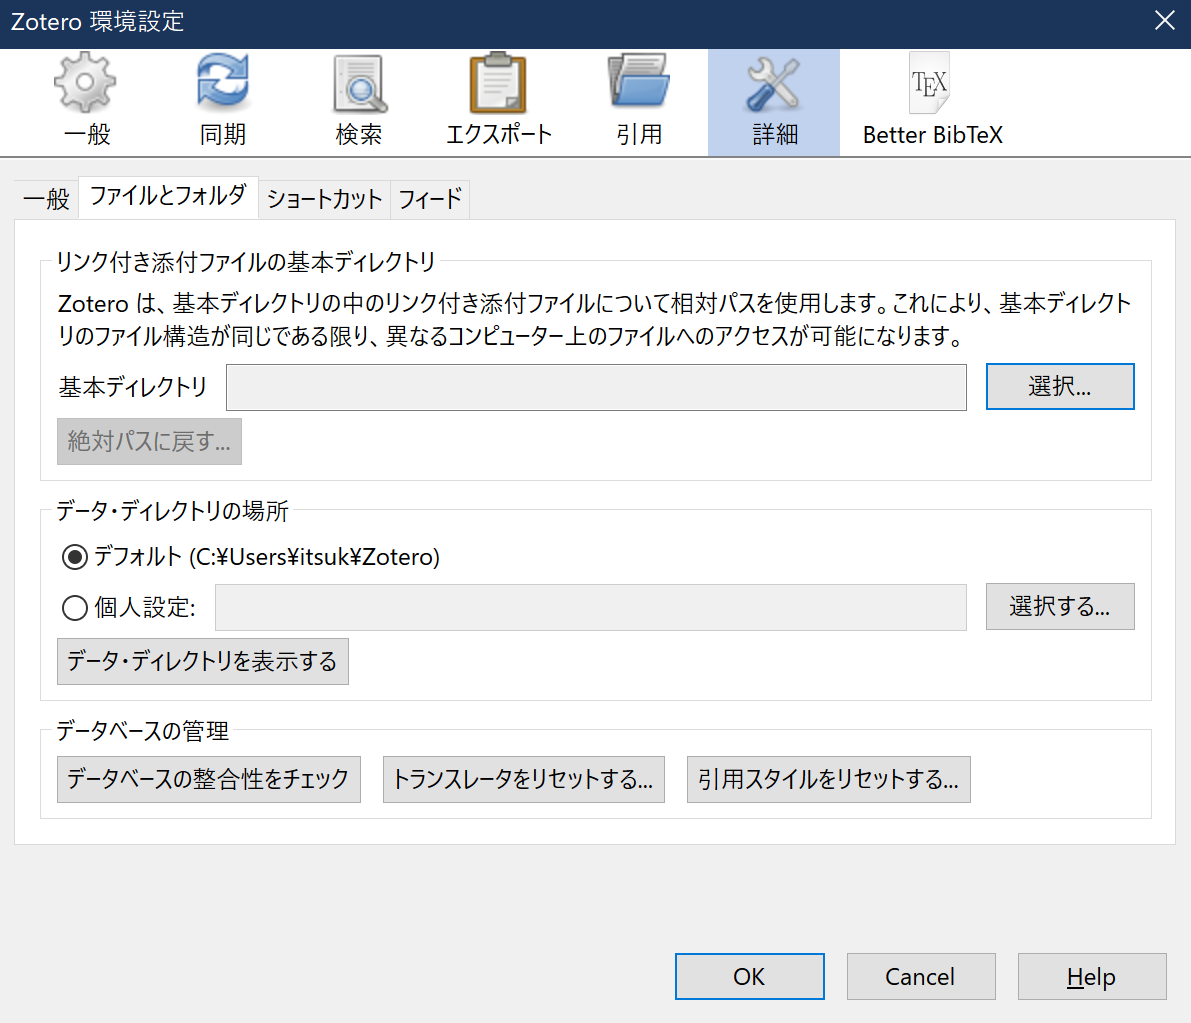 Zotero 環境設定
一般
同期
検索
エクスポート
引用
詳細
TEX
Better BibTeX
一般
ファイルとフォルダ
ショートカット
フィード
リンク付き添付ファイルの基本ディレクトリ
Zotero は、基本ディレクトリの中のリンク付き添付ファイルについて相対パスを使用します。これにより、基本ディレクト
リのファイル構造が同じである限り、異なるコンピューター上のファイルへのアクセスが可能になります。
基本ディレクトリ
選択...
絶対パスに戻す...
データ・ディレクトリの場所
デフォルト (C:¥Users¥itsuk¥Zotero)
個人設定:
選択する...
データ・ディレクトリを表示する
データベースの管理
データベースの整合性をチェック
トランスレータをリセットする...
引用スタイルをリセットする...
OK
Cancel
Help